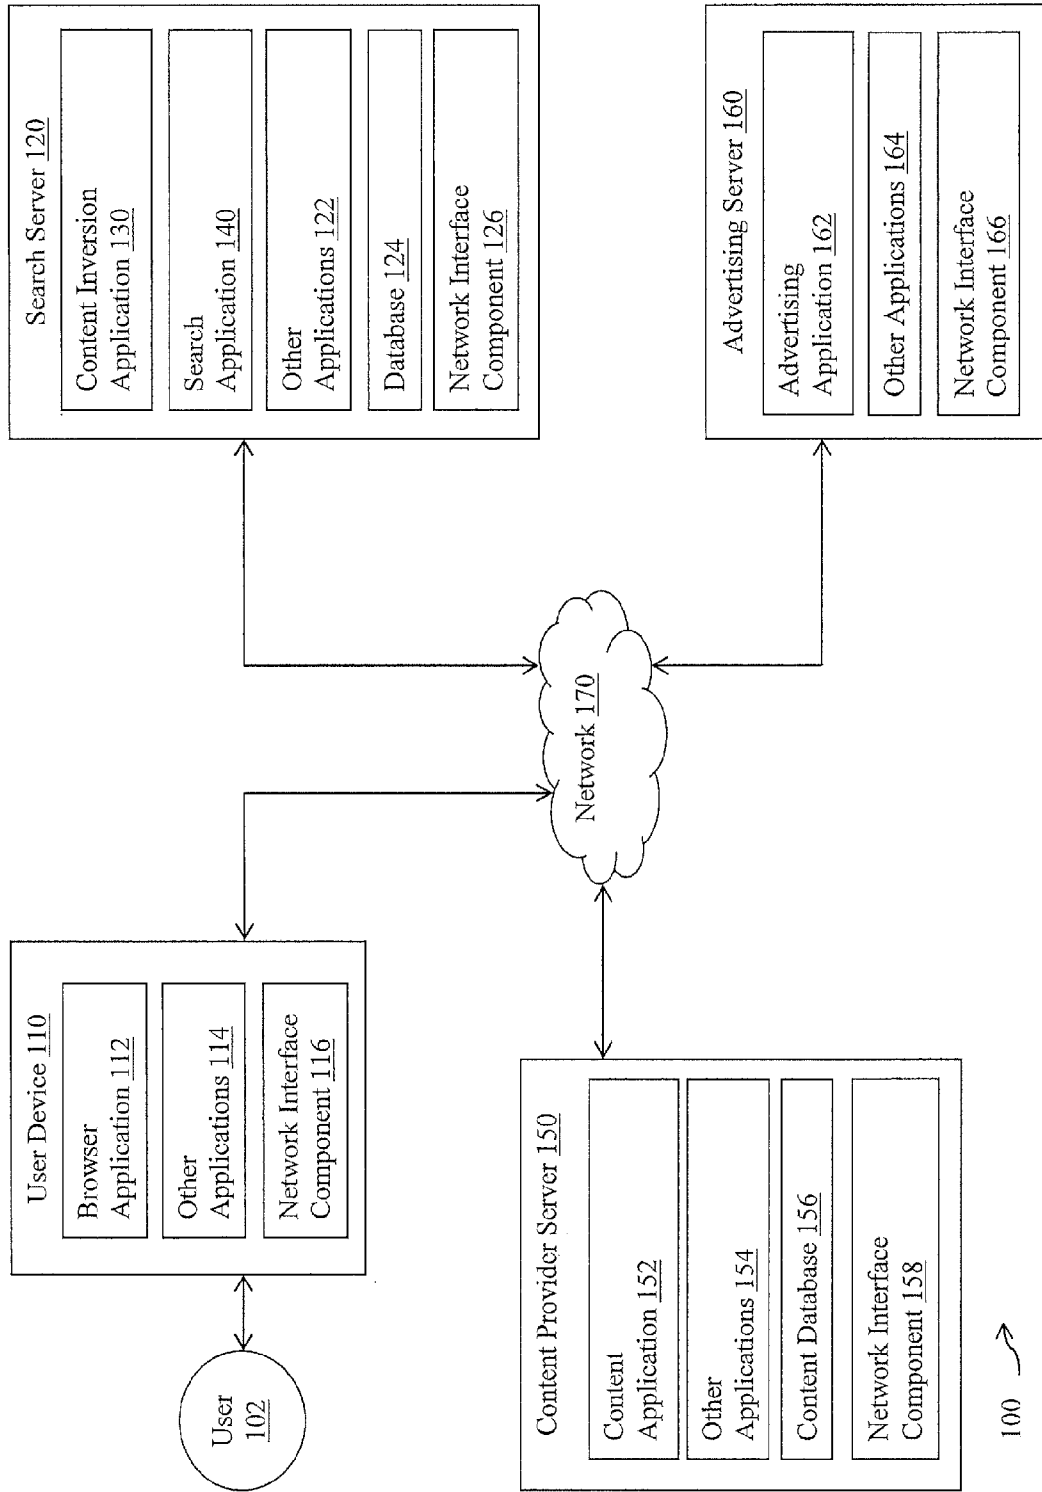 User
102
User Device 110
Browser
Application 112
Other
Applications 114
Network Interface
Component 116
Search Server 120
Content Inversion
Application 130
Search
Application 140
Other
Applications 122
Database 124
Network Interface
Component 126
Network 170
Content Provider Server 150
Content
Application 152
Other
Applications 154
Content Database 156
Network Interface
Component 158
Advertising Server 160
Advertising
Application 162
Other Applications 164
Network Interface
Component 166
100